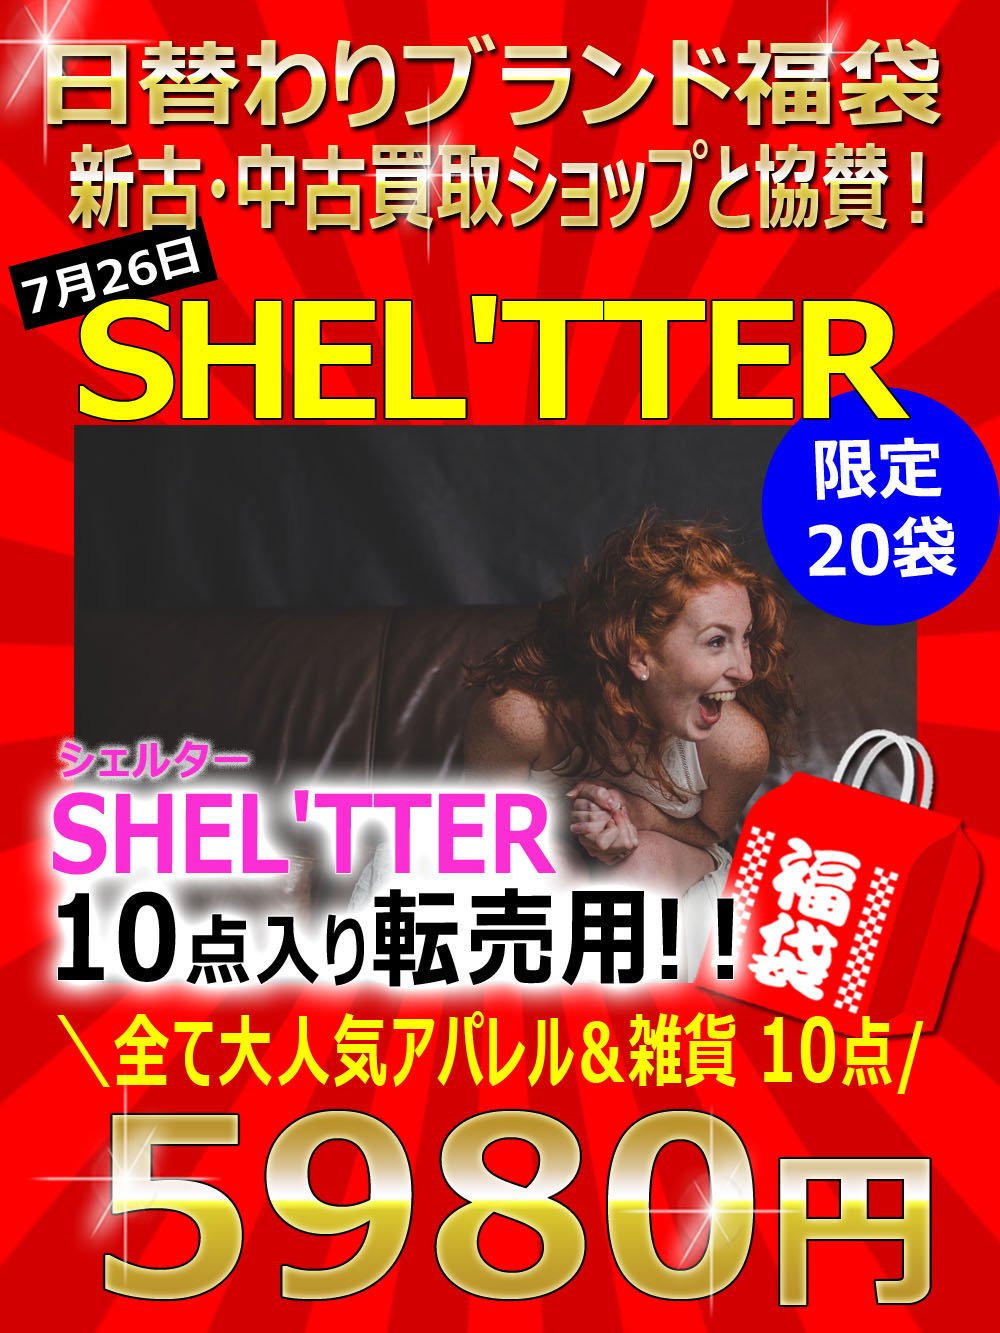 日替わりブランド福袋
新古・中古買取ショップと協賛！
7月26日
SHEL'TTER
限定
20袋
シェルター
SHEL'TTER
10点入り転売用！！
福袋
\全て大人気アパレル＆雑貨 10点/
5980円